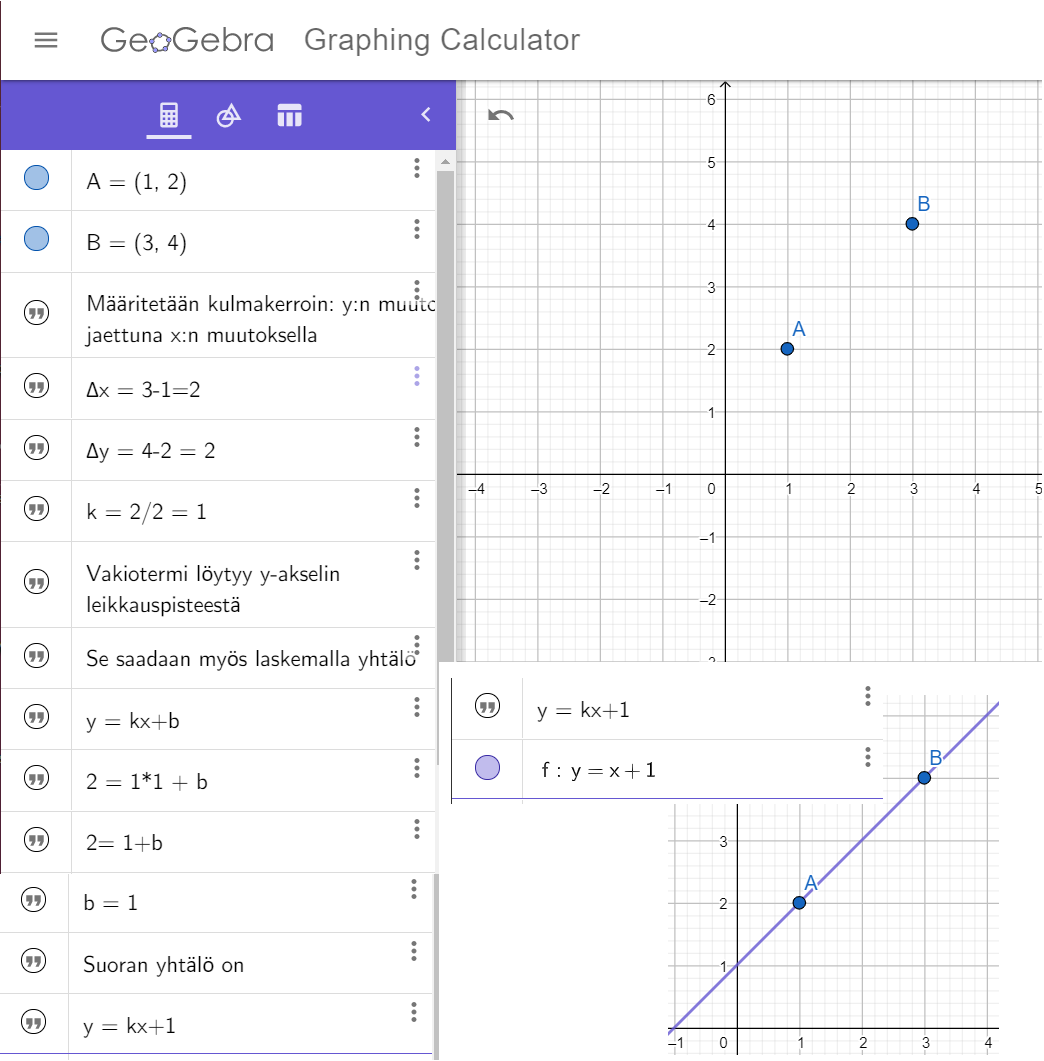 GeoGebra Graphing Calculator
A = (1, 2)
B = (3, 4)
Määritetään kulmakerroin: y:n
jaettuna x:n muutoksella
Δx = 3-1=2
Δy = 4-2 = 2
k = 2/2 = 1
Vakiotermi löytyy y-akselin
leikkauspisteestä
Se saadaan myös laskemalla yhtälö
y = kx+b
2 = 1*1 + b
2= 1+b
b = 1
Suoran yhtälö on
y = kx+1
6
5
B
4
3
A
2
1
–4 –3 –2 –1 0 1 2 3 4 5
–1
–2
y = kx+1
f : y = x + 1
B
3
A
2
1
–1 0 1 2 3 4